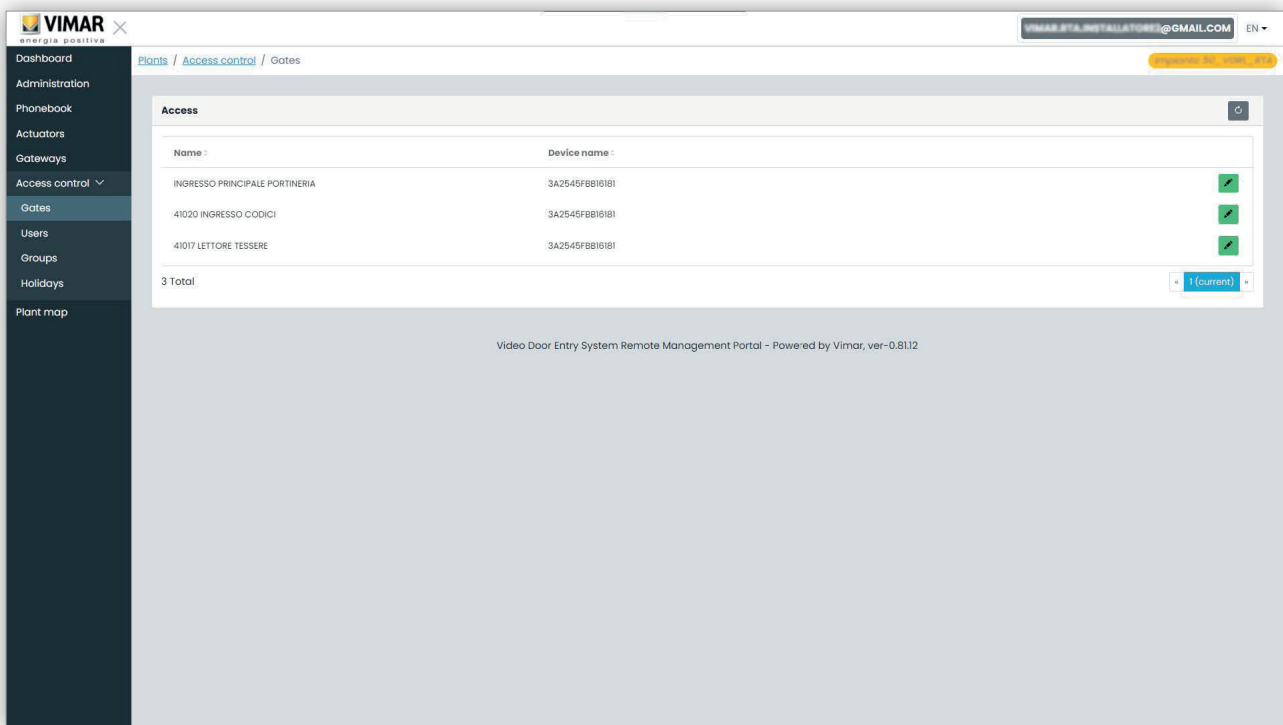 VIMAR
energia positiva
@GMAIL.COM
EN
Dashboard
Administration
Phonebook
Actuators
Gateways
Access control
Gates
Users
Groups
Holidays
Plant map
Plants / Access control / Gates
Access
Name
Device name
INGRESSO PRINCIPALE PORTINERIA
3A2545FBB16181
41020 INGRESSO CODICI
3A2545FBB16181
41017 LETTORE TESSERE
3A2545FBB16181
3 Total
« 1 (current) »
Video Door Entry System Remote Management Portal - Powered by Vimar, ver-0.81.12